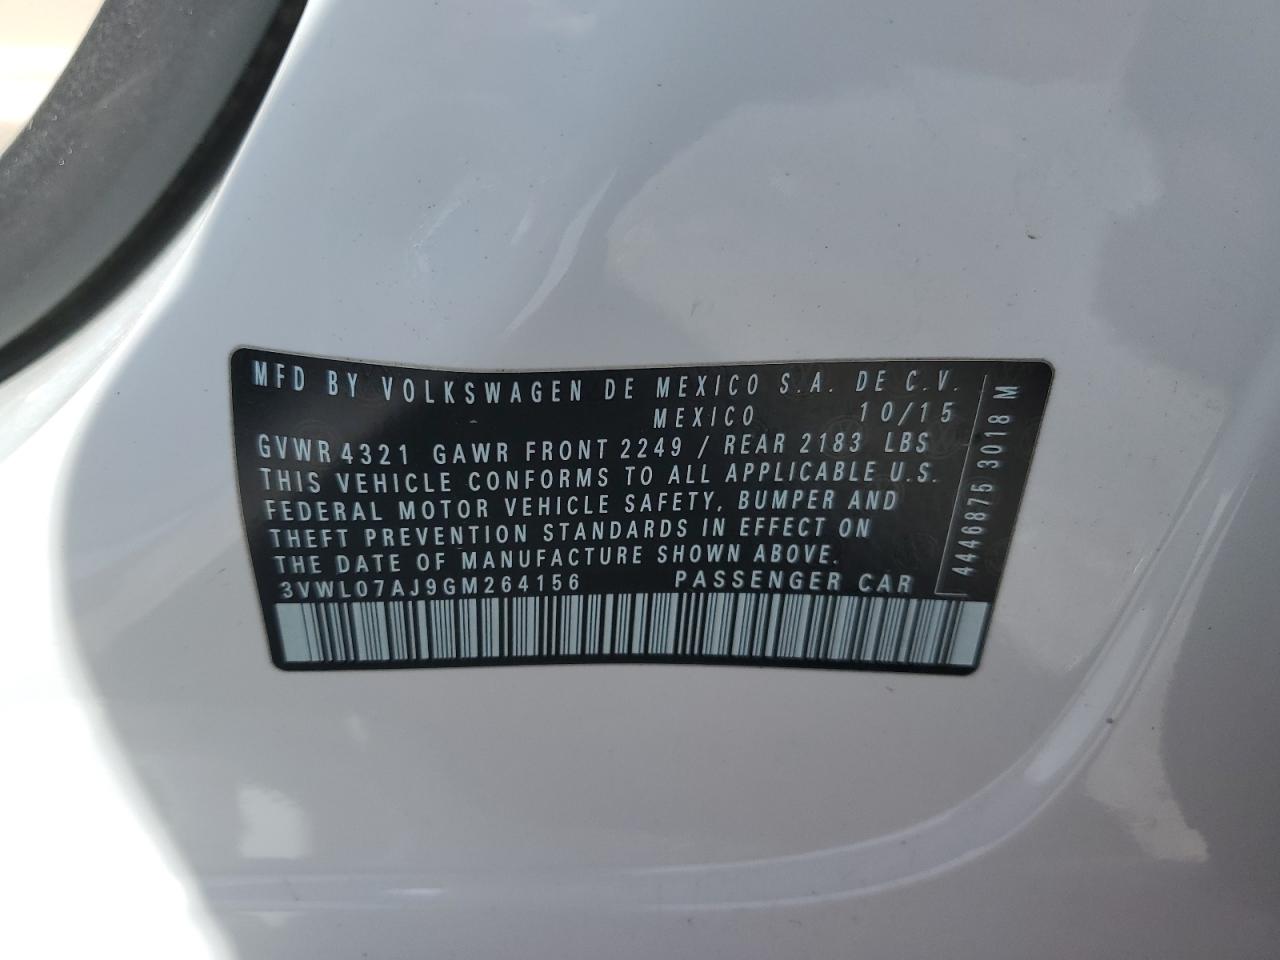 MFD BY VOLKSWAGEN DE MEXICO S.A. DE C.V.
MEXICO 10/15
GVWR 4321 GAWR FRONT 2249 / REAR 2183 LBS
THIS VEHICLE CONFORMS TO ALL APPLICABLE U.S.
FEDERAL MOTOR VEHICLE SAFETY, BUMPER AND
THEFT PREVENTION STANDARDS IN EFFECT ON
THE DATE OF MANUFACTURE SHOWN ABOVE.
3VWL07AJ9GM264156 PASSENGER CAR
4446875 3018 M